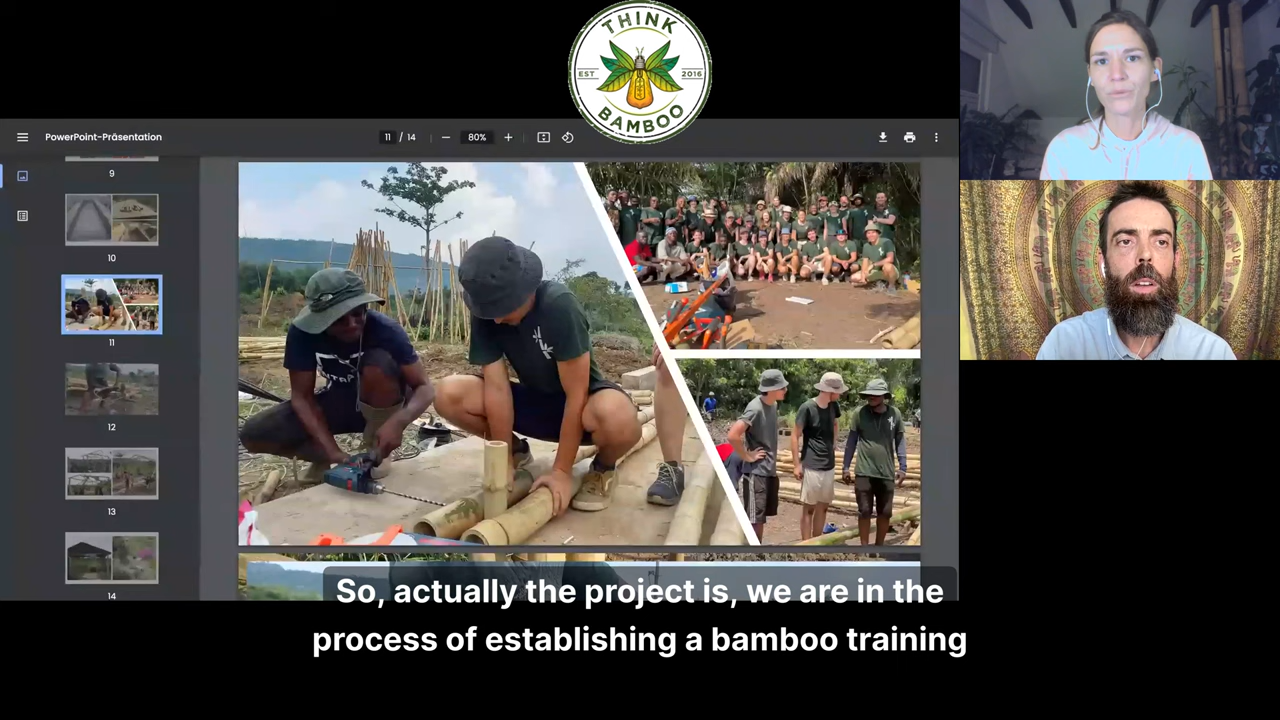 THINK
EST 2016
BAMBOO
PowerPoint-Präsentation
11 / 14
80%
9
10
11
12
13
14
So, actually the project is, we are in the
process of establishing a bamboo training